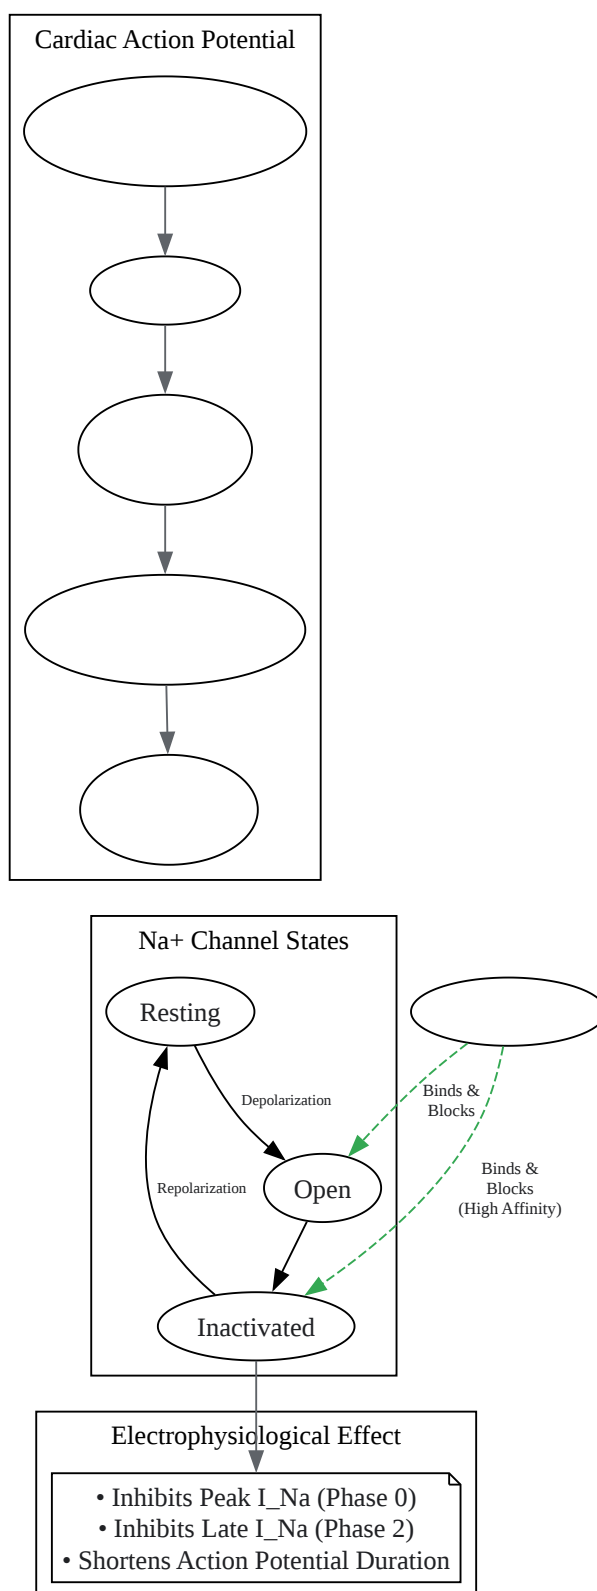 Cardiac Action Potential
Na+ Channel States
Resting
Depolarization
Binds &
Blocks
Binds &
Blocks
(High Affinity)
Repolarization
Open
Inactivated
Electrophysiological Effect
• Inhibits Peak I_Na (Phase 0)
• Inhibits Late I_Na (Phase 2)
• Shortens Action Potential Duration